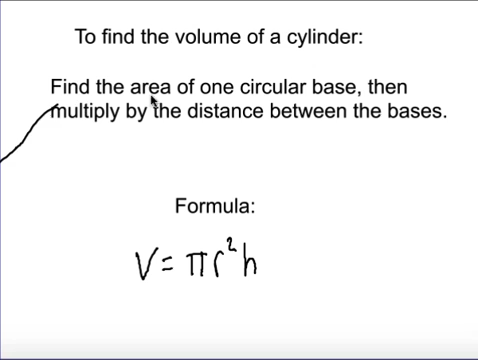 To find the volume of a cylinder:
Find the area of one circular base, then
multiply by the distance between the bases.
Formula:
V = πr²h